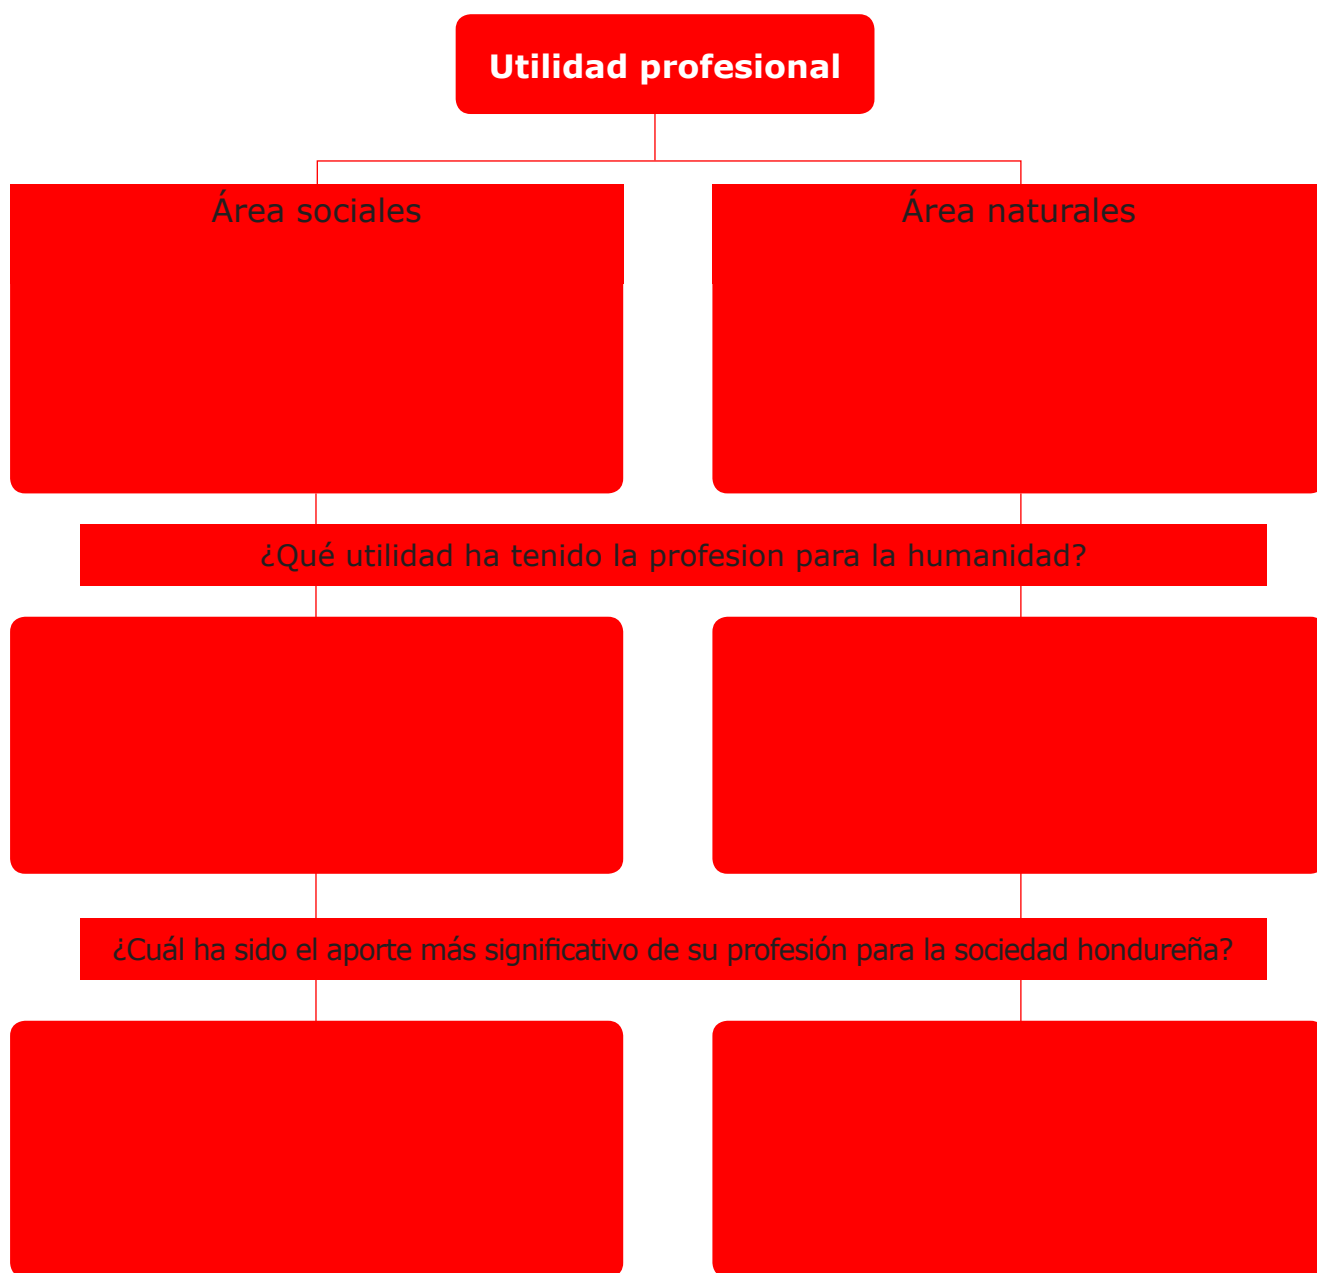 Utilidad profesional
Área sociales
Área naturales
¿Qué utilidad ha tenido la profesion para la humanidad?
¿Cuál ha sido el aporte más significativo de su profesión para la sociedad hondureña?